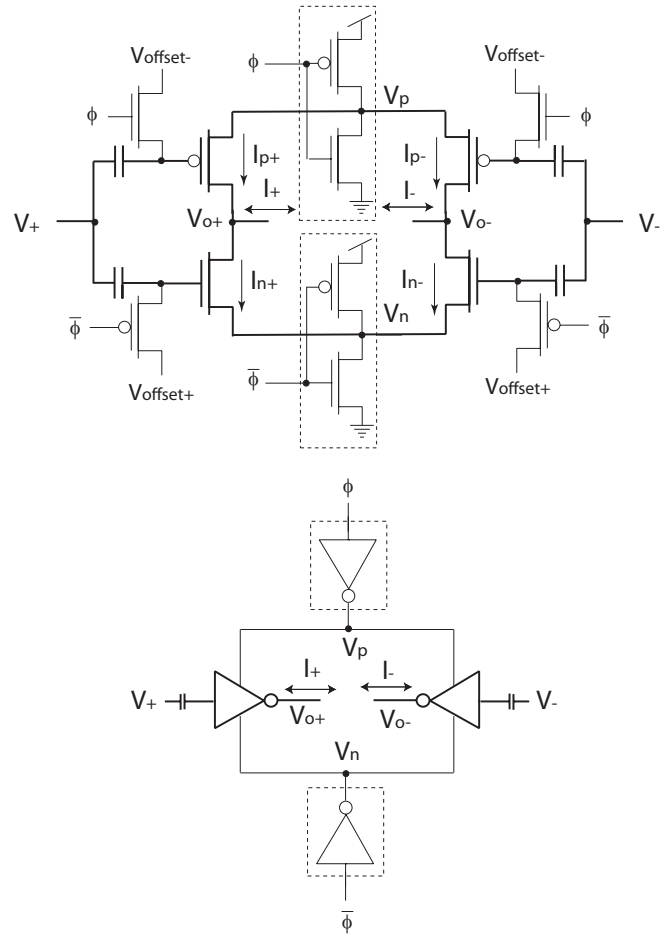 Voffset-
Voffset-
ϕ
ϕ
ϕ
Vp
Ip+
Ip-
I+
I-
V+
Vo+
Vo-
V-
In+
In-
Vn
ϕ̅
ϕ̅
ϕ̅
Voffset+
Voffset+
ϕ
Vp
I+
I-
V+
Vo+
Vo-
V-
Vn
ϕ̅